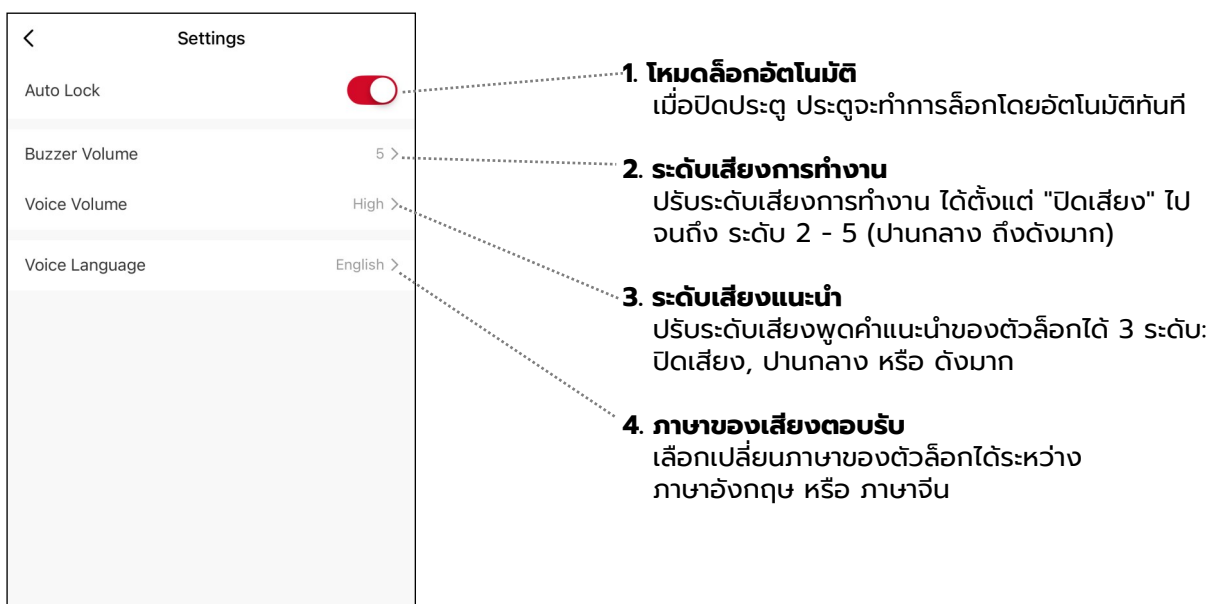 Settings
Auto Lock
Buzzer Volume
5
Voice Volume
High
Voice Language
English
1. โหมดล็อกอัตโนมัติ
เมื่อปิดประตู ประตูจะทำการล็อกโดยอัตโนมัติทันที
2. ระดับเสียงการทำงาน
ปรับระดับเสียงการทำงาน ได้ตั้งแต่ "ปิดเสียง" ไป
จนถึง ระดับ 2 - 5 (ปานกลาง ถึงดังมาก)
3. ระดับเสียงแนะนำ
ปรับระดับเสียงพูดคำแนะนำของตัวล็อกได้ 3 ระดับ:
ปิดเสียง, ปานกลาง หรือ ดังมาก
4. ภาษาของเสียงตอบรับ
เลือกเปลี่ยนภาษาของตัวล็อกได้ระหว่าง
ภาษาอังกฤษ หรือ ภาษาจีน